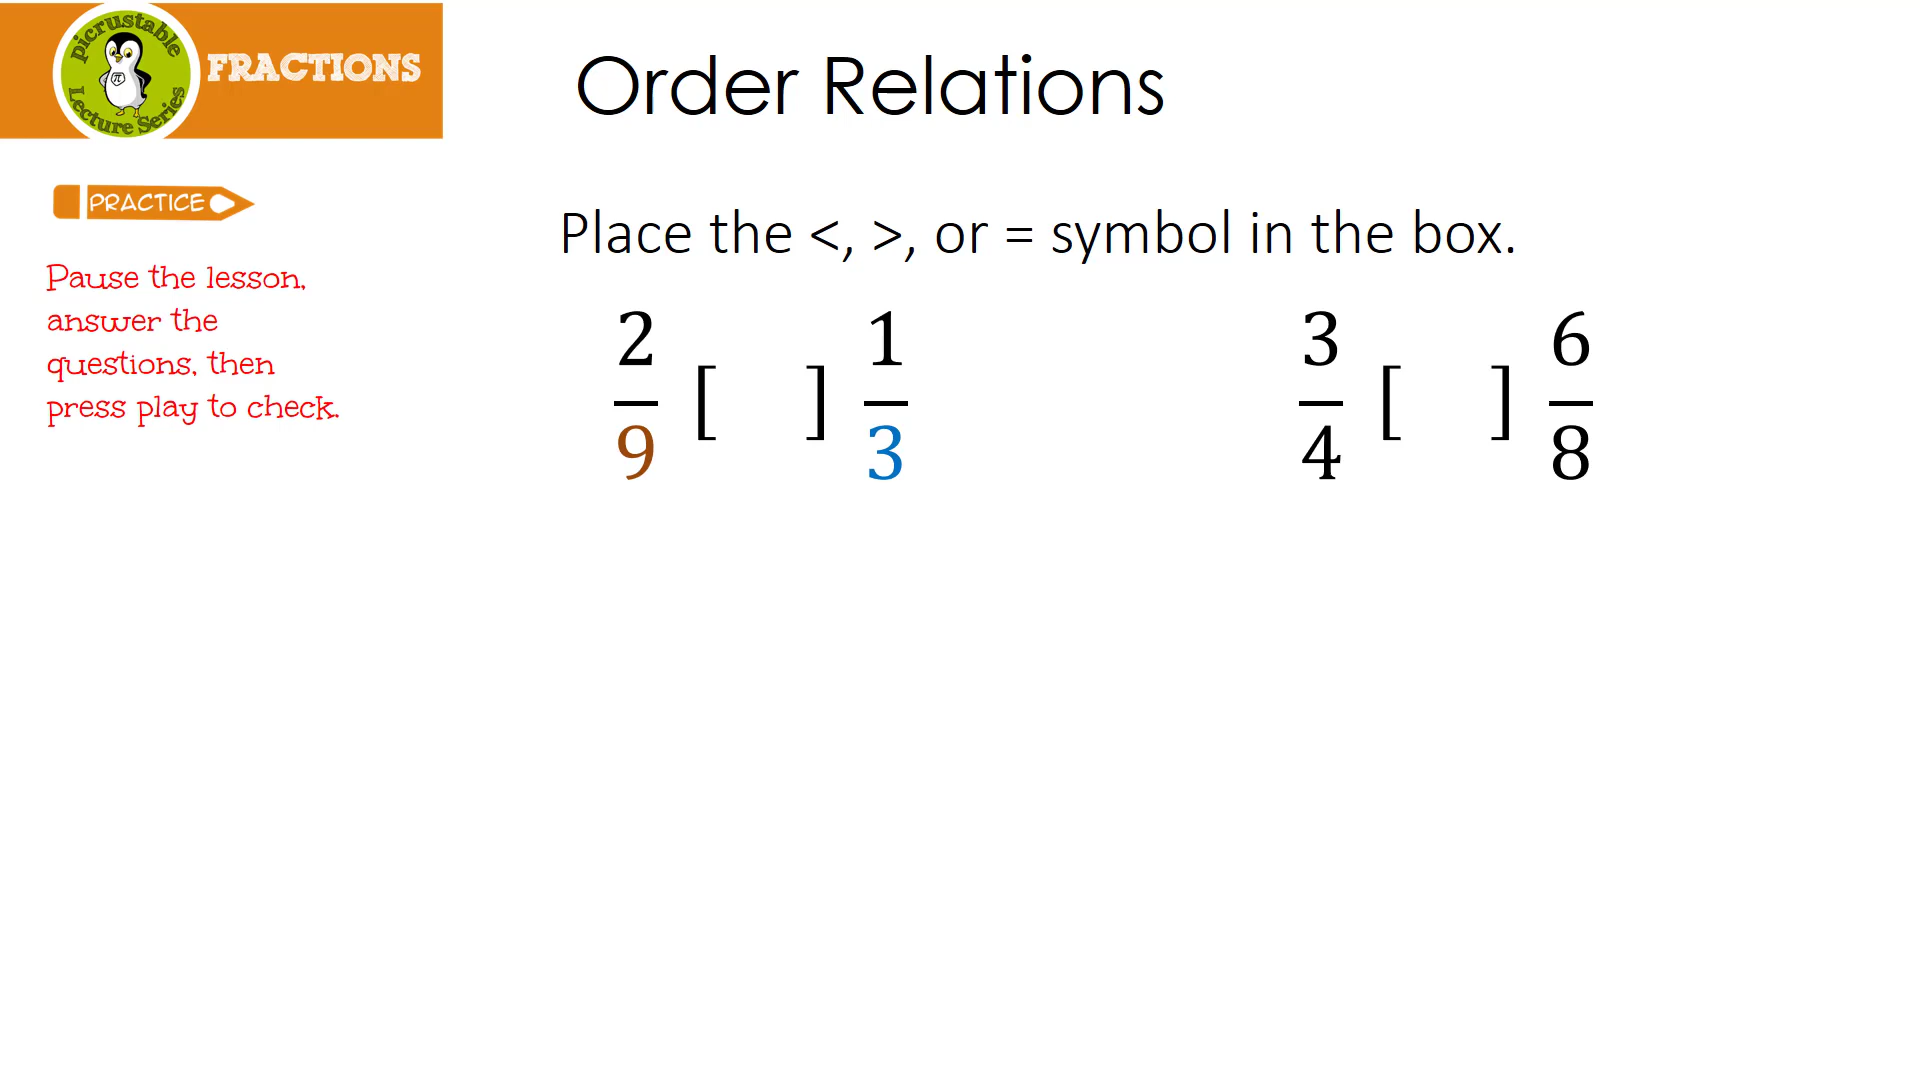 picrustable
Lecture Series
π
FRACTIONS
Order Relations
PRACTICE
Pause the lesson,
answer the
questions, then
press play to check.
Place the <, >, or = symbol in the box.
2/9 [ ] 1/3
3/4 [ ] 6/8